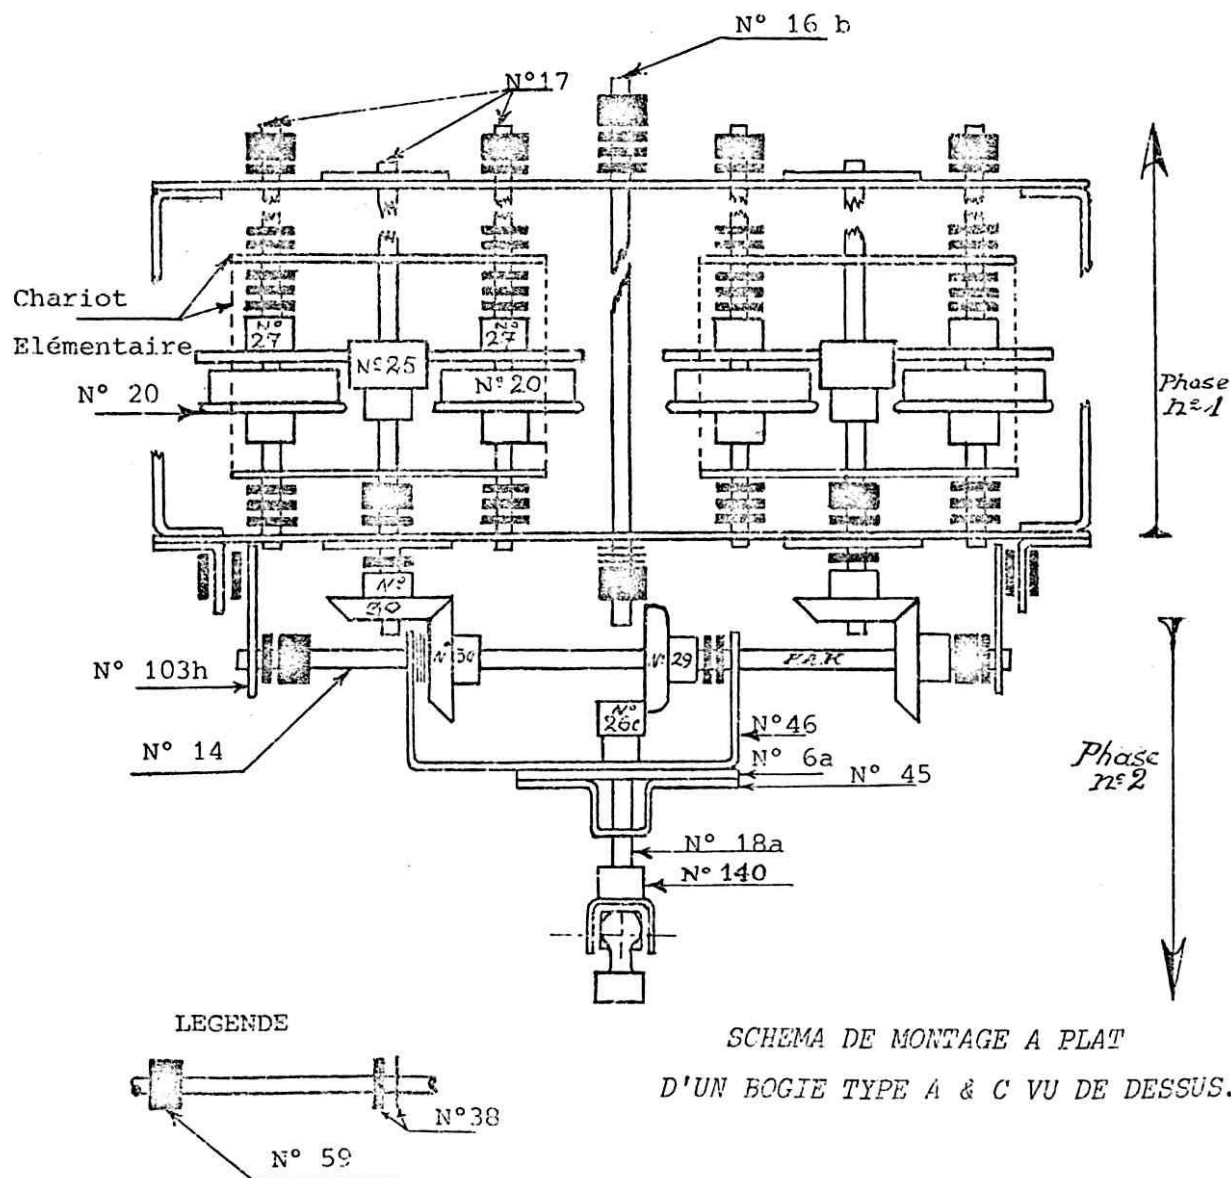 N° 16 b
N°17
Chariot
Elémentaire
N° 27
N° 27
N° 25
N° 20
N° 20
Phase
n° 1
N° 30
N° 30
N° 29
P.A.R
N° 103h
N° 26c
N° 14
N°46
N° 6a
N° 45
Phase
n° 2
N° 18a
N° 140
LEGENDE
N°38
N° 59
SCHEMA DE MONTAGE A PLAT
D'UN BOGIE TYPE A & C VU DE DESSUS.